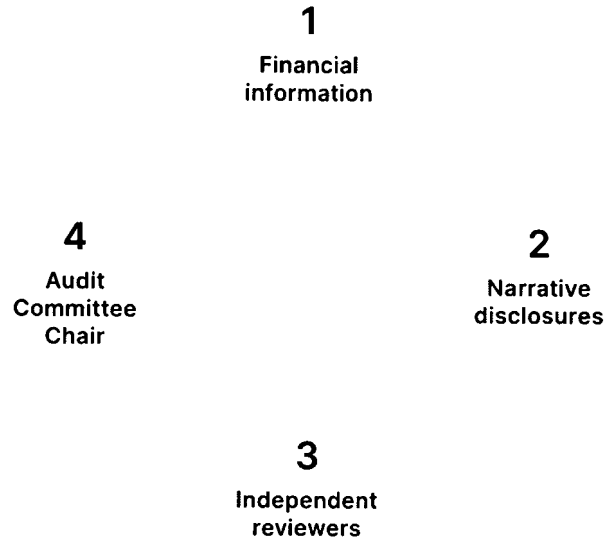 1
Financial
information
2
Narrative
disclosures
3
Independent
reviewers
4
Audit
Committee
Chair